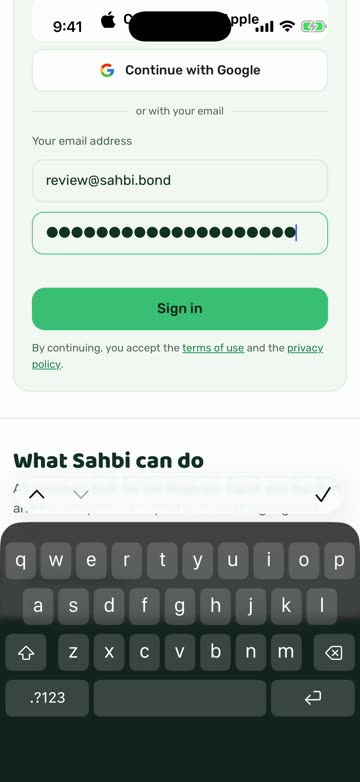 9:41
Continue with Google
or with your email
Your email address
review@sahbi.bond
●●●●●●●●●●●●●●●●●●●●
Sign in
By continuing, you accept the terms of use and the privacy
policy.
What Sahbi can do
q w e r t y u i o p
a s d f g h j k l
z x c v b n m
.?123